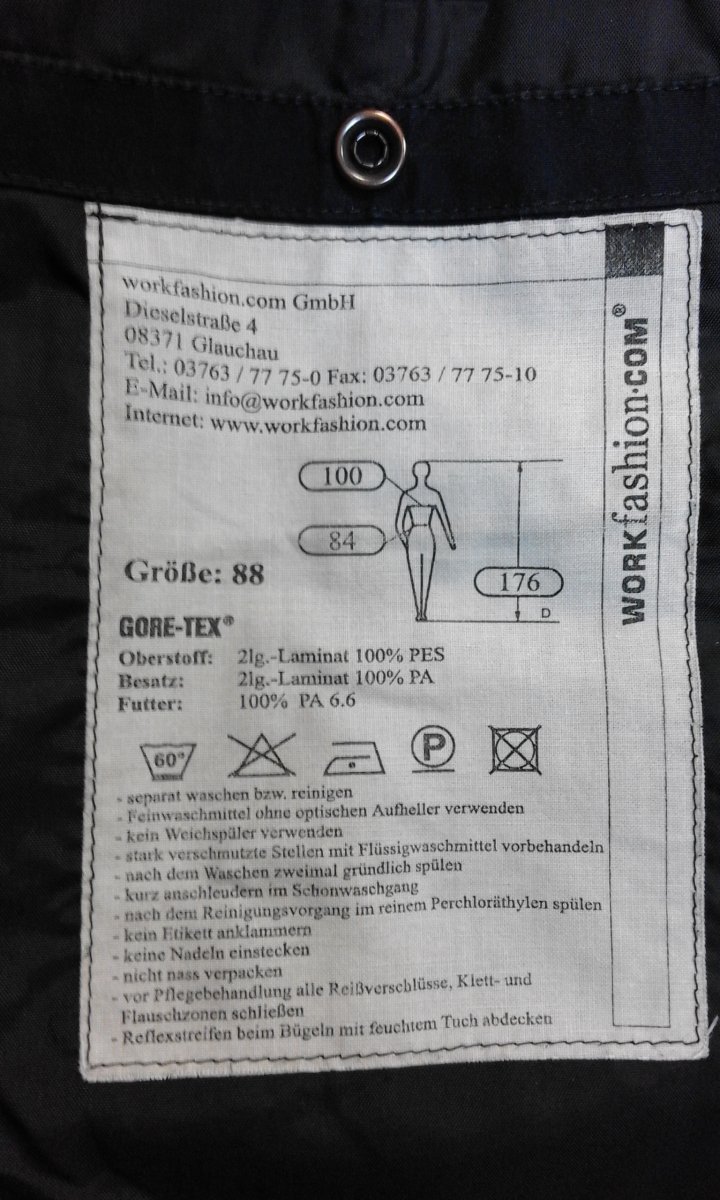 workfashion.com GmbH
Dieselstraße 4
08371 Glauchau
Tel.: 03763 / 77 75-0 Fax: 03763 / 77 75-10
E-Mail: info@workfashion.com
Internet: www.workfashion.com
WORKfashion.COM®
100
84
176
D
Größe: 88
GORE-TEX®
Oberstoff: 2lg.-Laminat 100% PES
Besatz: 2lg.-Laminat 100% PA
Futter: 100% PA 6.6
60° P
- separat waschen bzw. reinigen
- Feinwaschmittel ohne optischen Aufheller verwenden
- kein Weichspüler verwenden
- stark verschmutzte Stellen mit Flüssigwaschmittel vorbehandeln
- nach dem Waschen zweimal gründlich spülen
- kurz anschleudern im Schonwaschgang
- nach dem Reinigungsvorgang im reinem Perchloräthylen spülen
- kein Etikett anklammern
- keine Nadeln einstecken
- nicht nass verpacken
- vor Pflegebehandlung alle Reißverschlüsse, Klett- und
Flauschzonen schließen
- Reflexstreifen beim Bügeln mit feuchtem Tuch abdecken